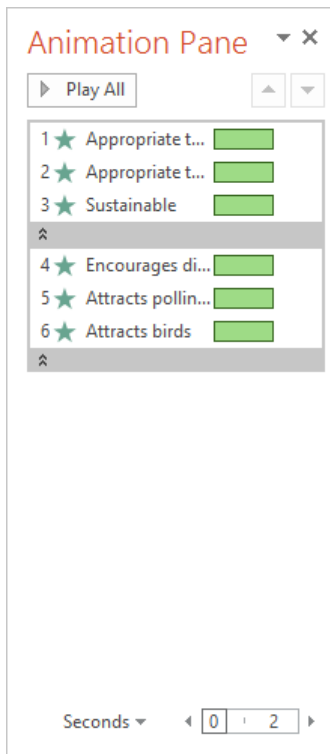 Animation Pane
Play All
1 Appropriate t...
2 Appropriate t...
3 Sustainable
4 Encourages di...
5 Attracts pollin...
6 Attracts birds
Seconds 0 2